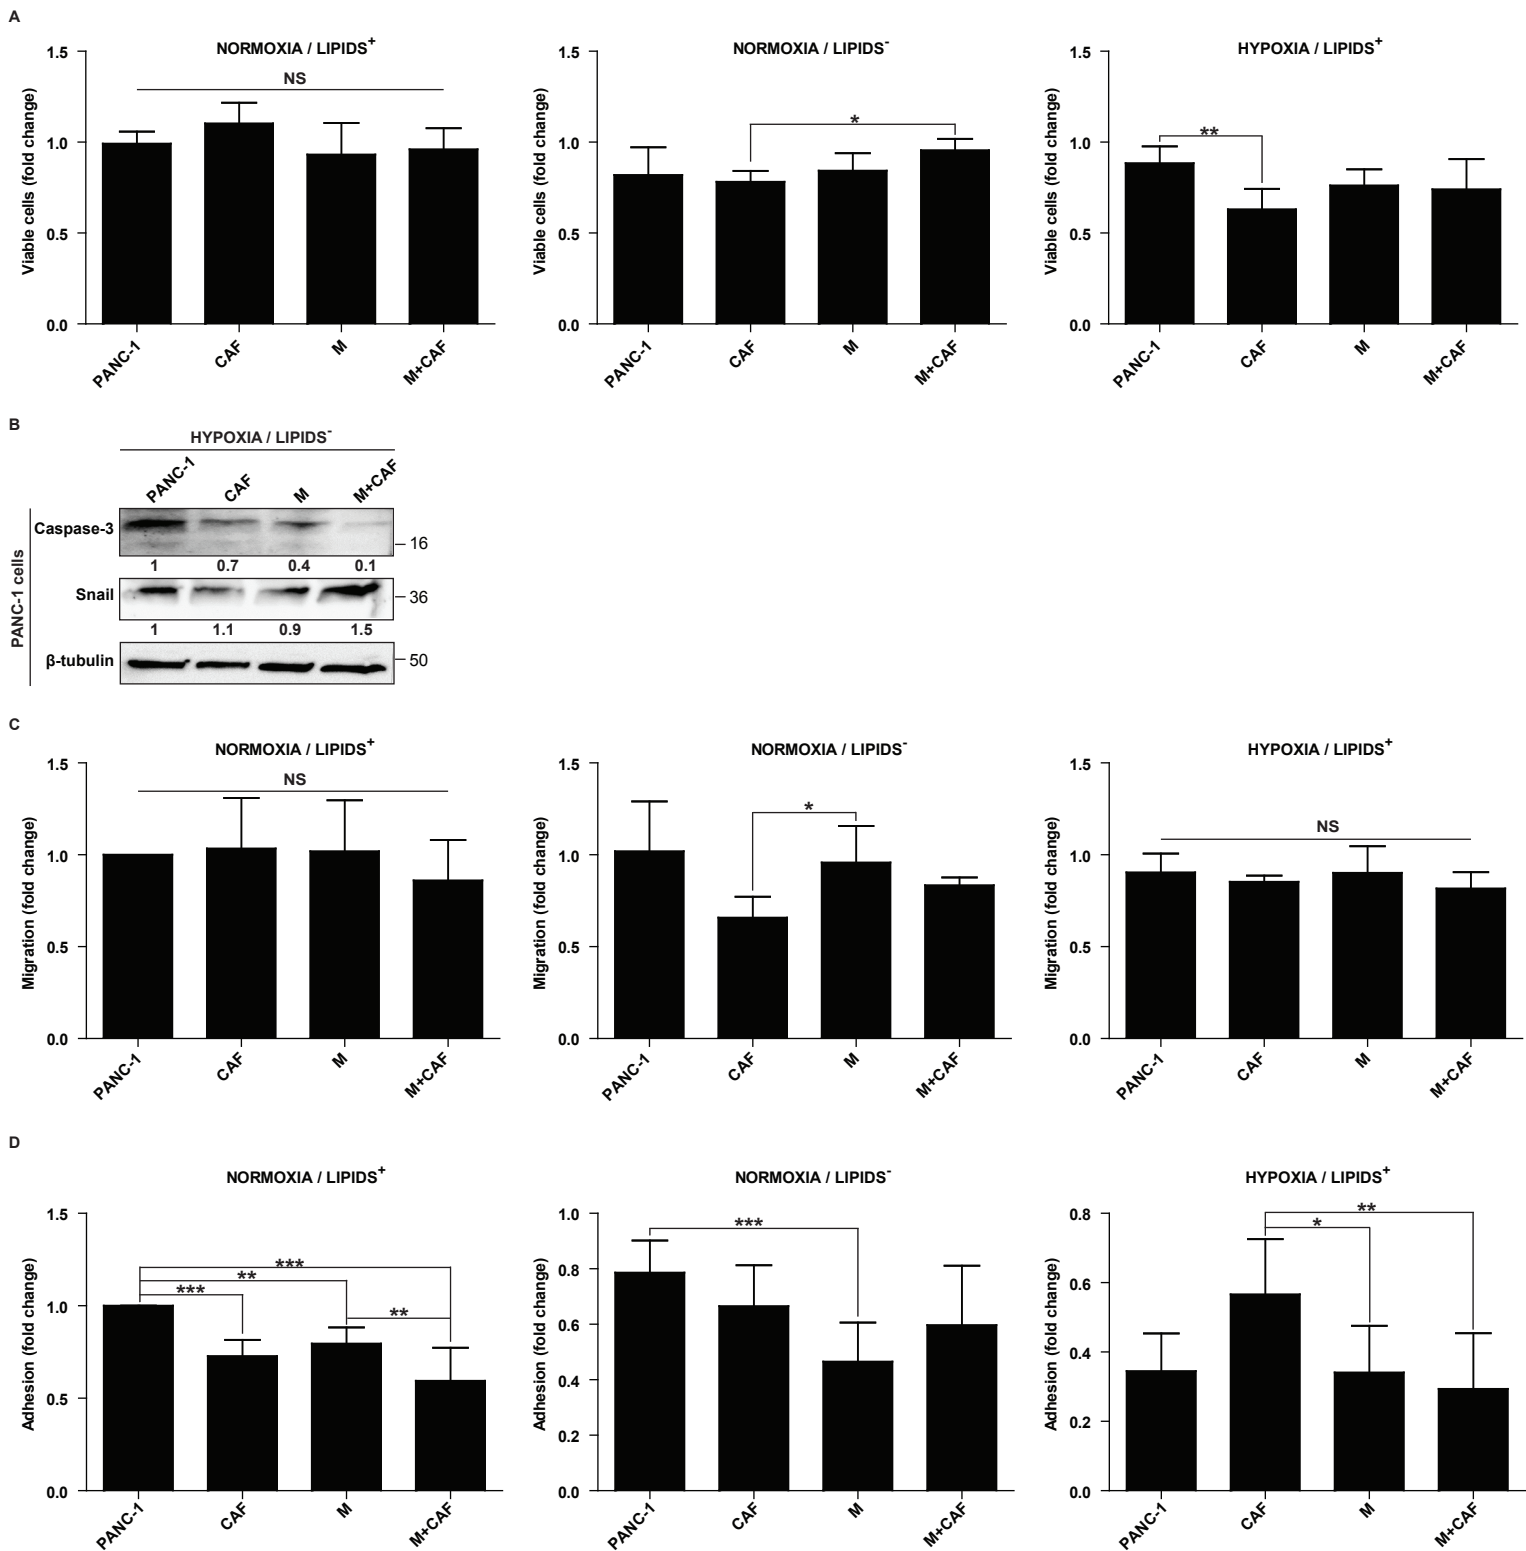 A
NORMOXIA / LIPIDS+
NS
Viable cells (fold change)
1.5
1.0
0.5
0.0
PANC-1
CAF
M
M+CAF
NORMOXIA / LIPIDS-
*
Viable cells (fold change)
1.5
1.0
0.5
0.0
PANC-1
CAF
M
M+CAF
HYPOXIA / LIPIDS+
**
Viable cells (fold change)
1.5
1.0
0.5
0.0
PANC-1
CAF
M
M+CAF
B
HYPOXIA / LIPIDS-
PANC-1 CAF M M+CAF
PANC-1 cells
Caspase-3
16
1 0.7 0.4 0.1
Snail
36
1 1.1 0.9 1.5
β-tubulin
50
C
NORMOXIA / LIPIDS+
NS
Migration (fold change)
1.5
1.0
0.5
0.0
PANC-1
CAF
M
M+CAF
NORMOXIA / LIPIDS-
*
Migration (fold change)
1.5
1.0
0.5
0.0
PANC-1
CAF
M
M+CAF
HYPOXIA / LIPIDS+
NS
Migration (fold change)
1.5
1.0
0.5
0.0
PANC-1
CAF
M
M+CAF
D
NORMOXIA / LIPIDS+
***
**
***
**
Adhesion (fold change)
1.5
1.0
0.5
0.0
PANC-1
CAF
M
M+CAF
NORMOXIA / LIPIDS-
***
Adhesion (fold change)
1.0
0.8
0.6
0.4
0.2
0.0
PANC-1
CAF
M
M+CAF
HYPOXIA / LIPIDS+
**
*
Adhesion (fold change)
0.8
0.6
0.4
0.2
0.0
PANC-1
CAF
M
M+CAF